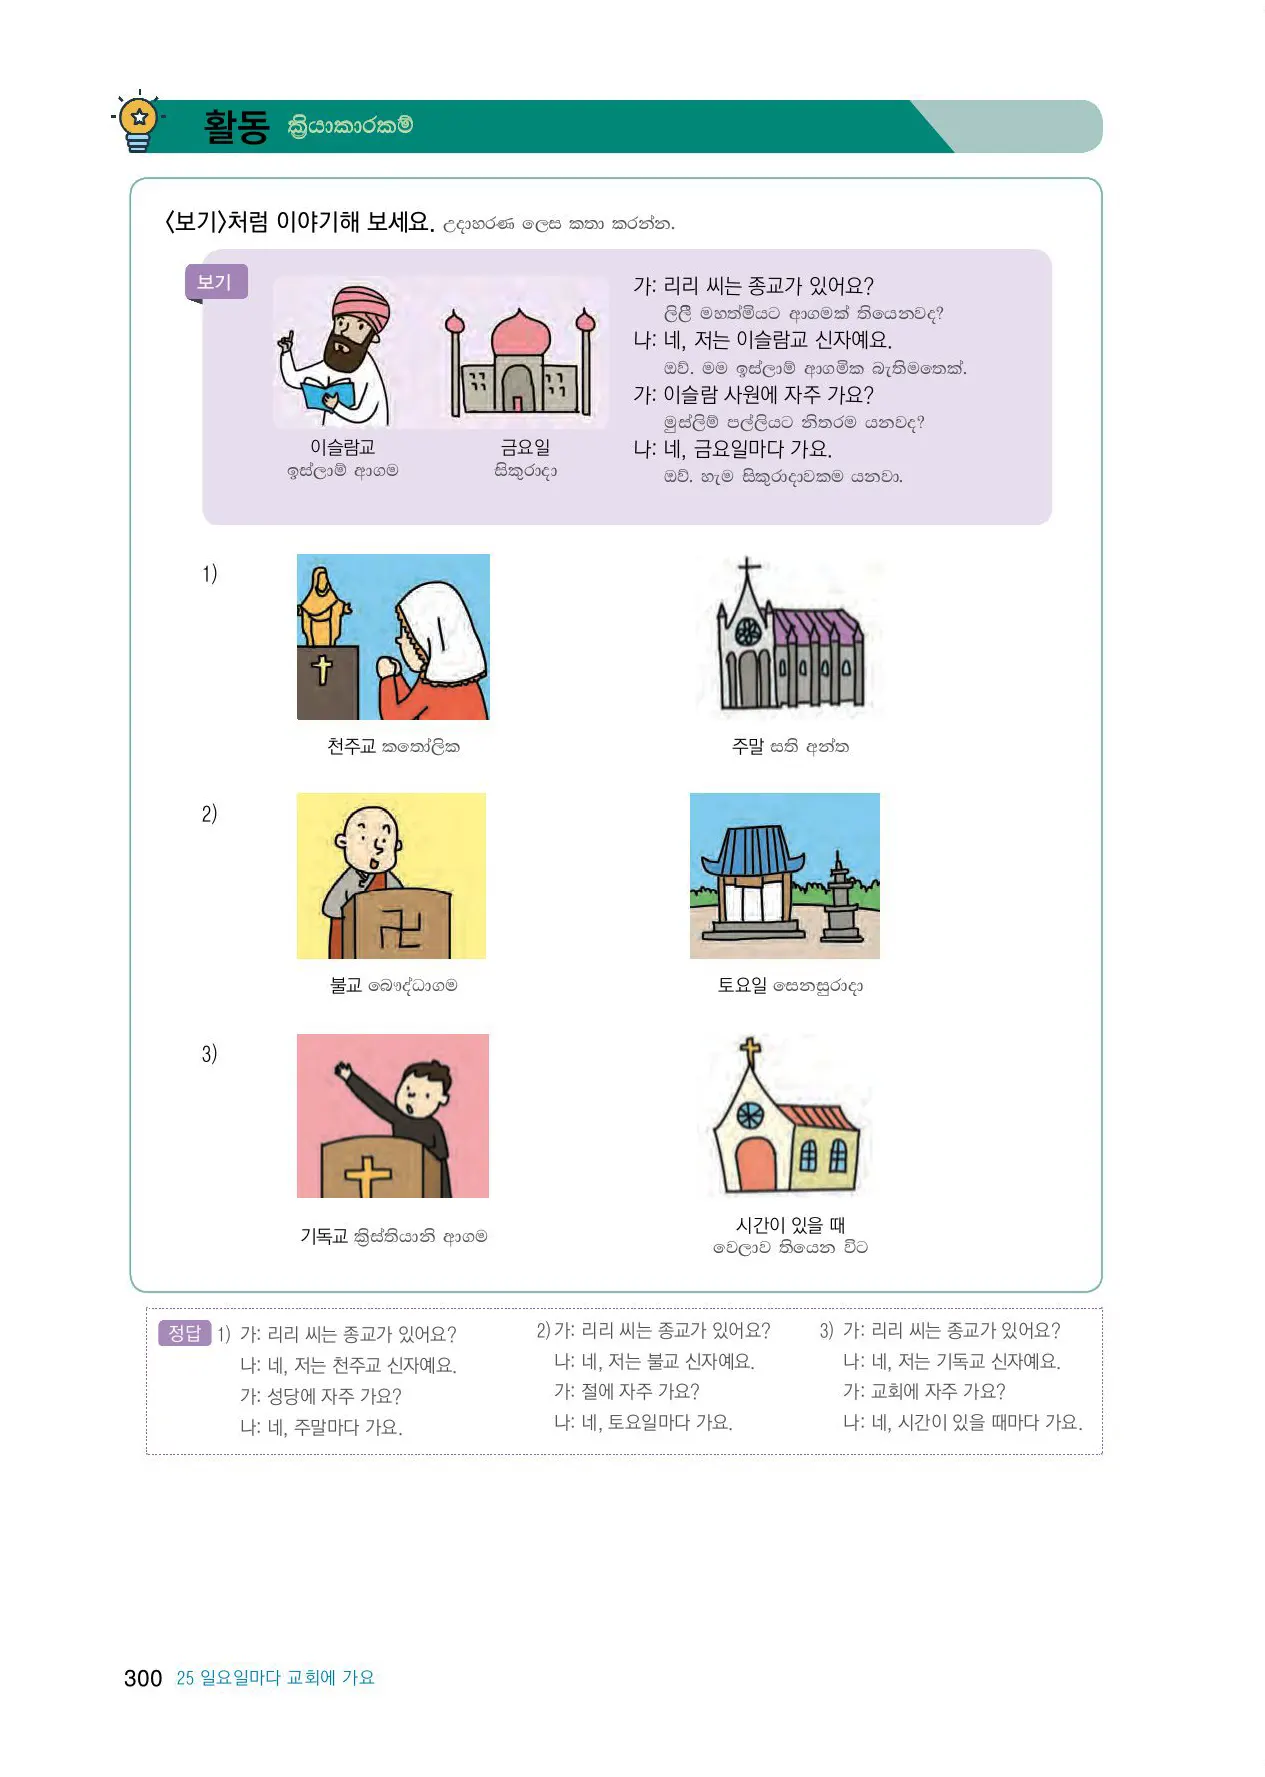 활동 ක්‍රියාකාරකම්
<보기>처럼 이야기해 보세요. උදාහරණ ලෙස කතා කරන්න.
보기
가: 리리 씨는 종교가 있어요?
ලිලී මහත්මියට ආගමක් තියෙනවද?
나: 네, 저는 이슬람교 신자예요.
ඔව්. මම ඉස්ලාම් ආගමික බැතිමතෙක්.
가: 이슬람 사원에 자주 가요?
මුස්ලිම් පල්ලියට නිතරම යනවද?
나: 네, 금요일마다 가요.
ඔව්. හැම සිකුරාදාවකම යනවා.
이슬람교
ඉස්ලාම් ආගම
금요일
සිකුරාදා
1)
천주교 කතෝලික
주말 සති අන්ත
2)
불교 බෞද්ධාගම
토요일 සෙනසුරාදා
3)
기독교 ක්‍රිස්තියානි ආගම
시간이 있을 때
වෙලාව තියෙන විට
정답
1) 가: 리리 씨는 종교가 있어요?
나: 네, 저는 천주교 신자예요.
가: 성당에 자주 가요?
나: 네, 주말마다 가요.
2) 가: 리리 씨는 종교가 있어요?
나: 네, 저는 불교 신자예요.
가: 절에 자주 가요?
나: 네, 토요일마다 가요.
3) 가: 리리 씨는 종교가 있어요?
나: 네, 저는 기독교 신자예요.
가: 교회에 자주 가요?
나: 네, 시간이 있을 때마다 가요.
300 25 일요일마다 교회에 가요